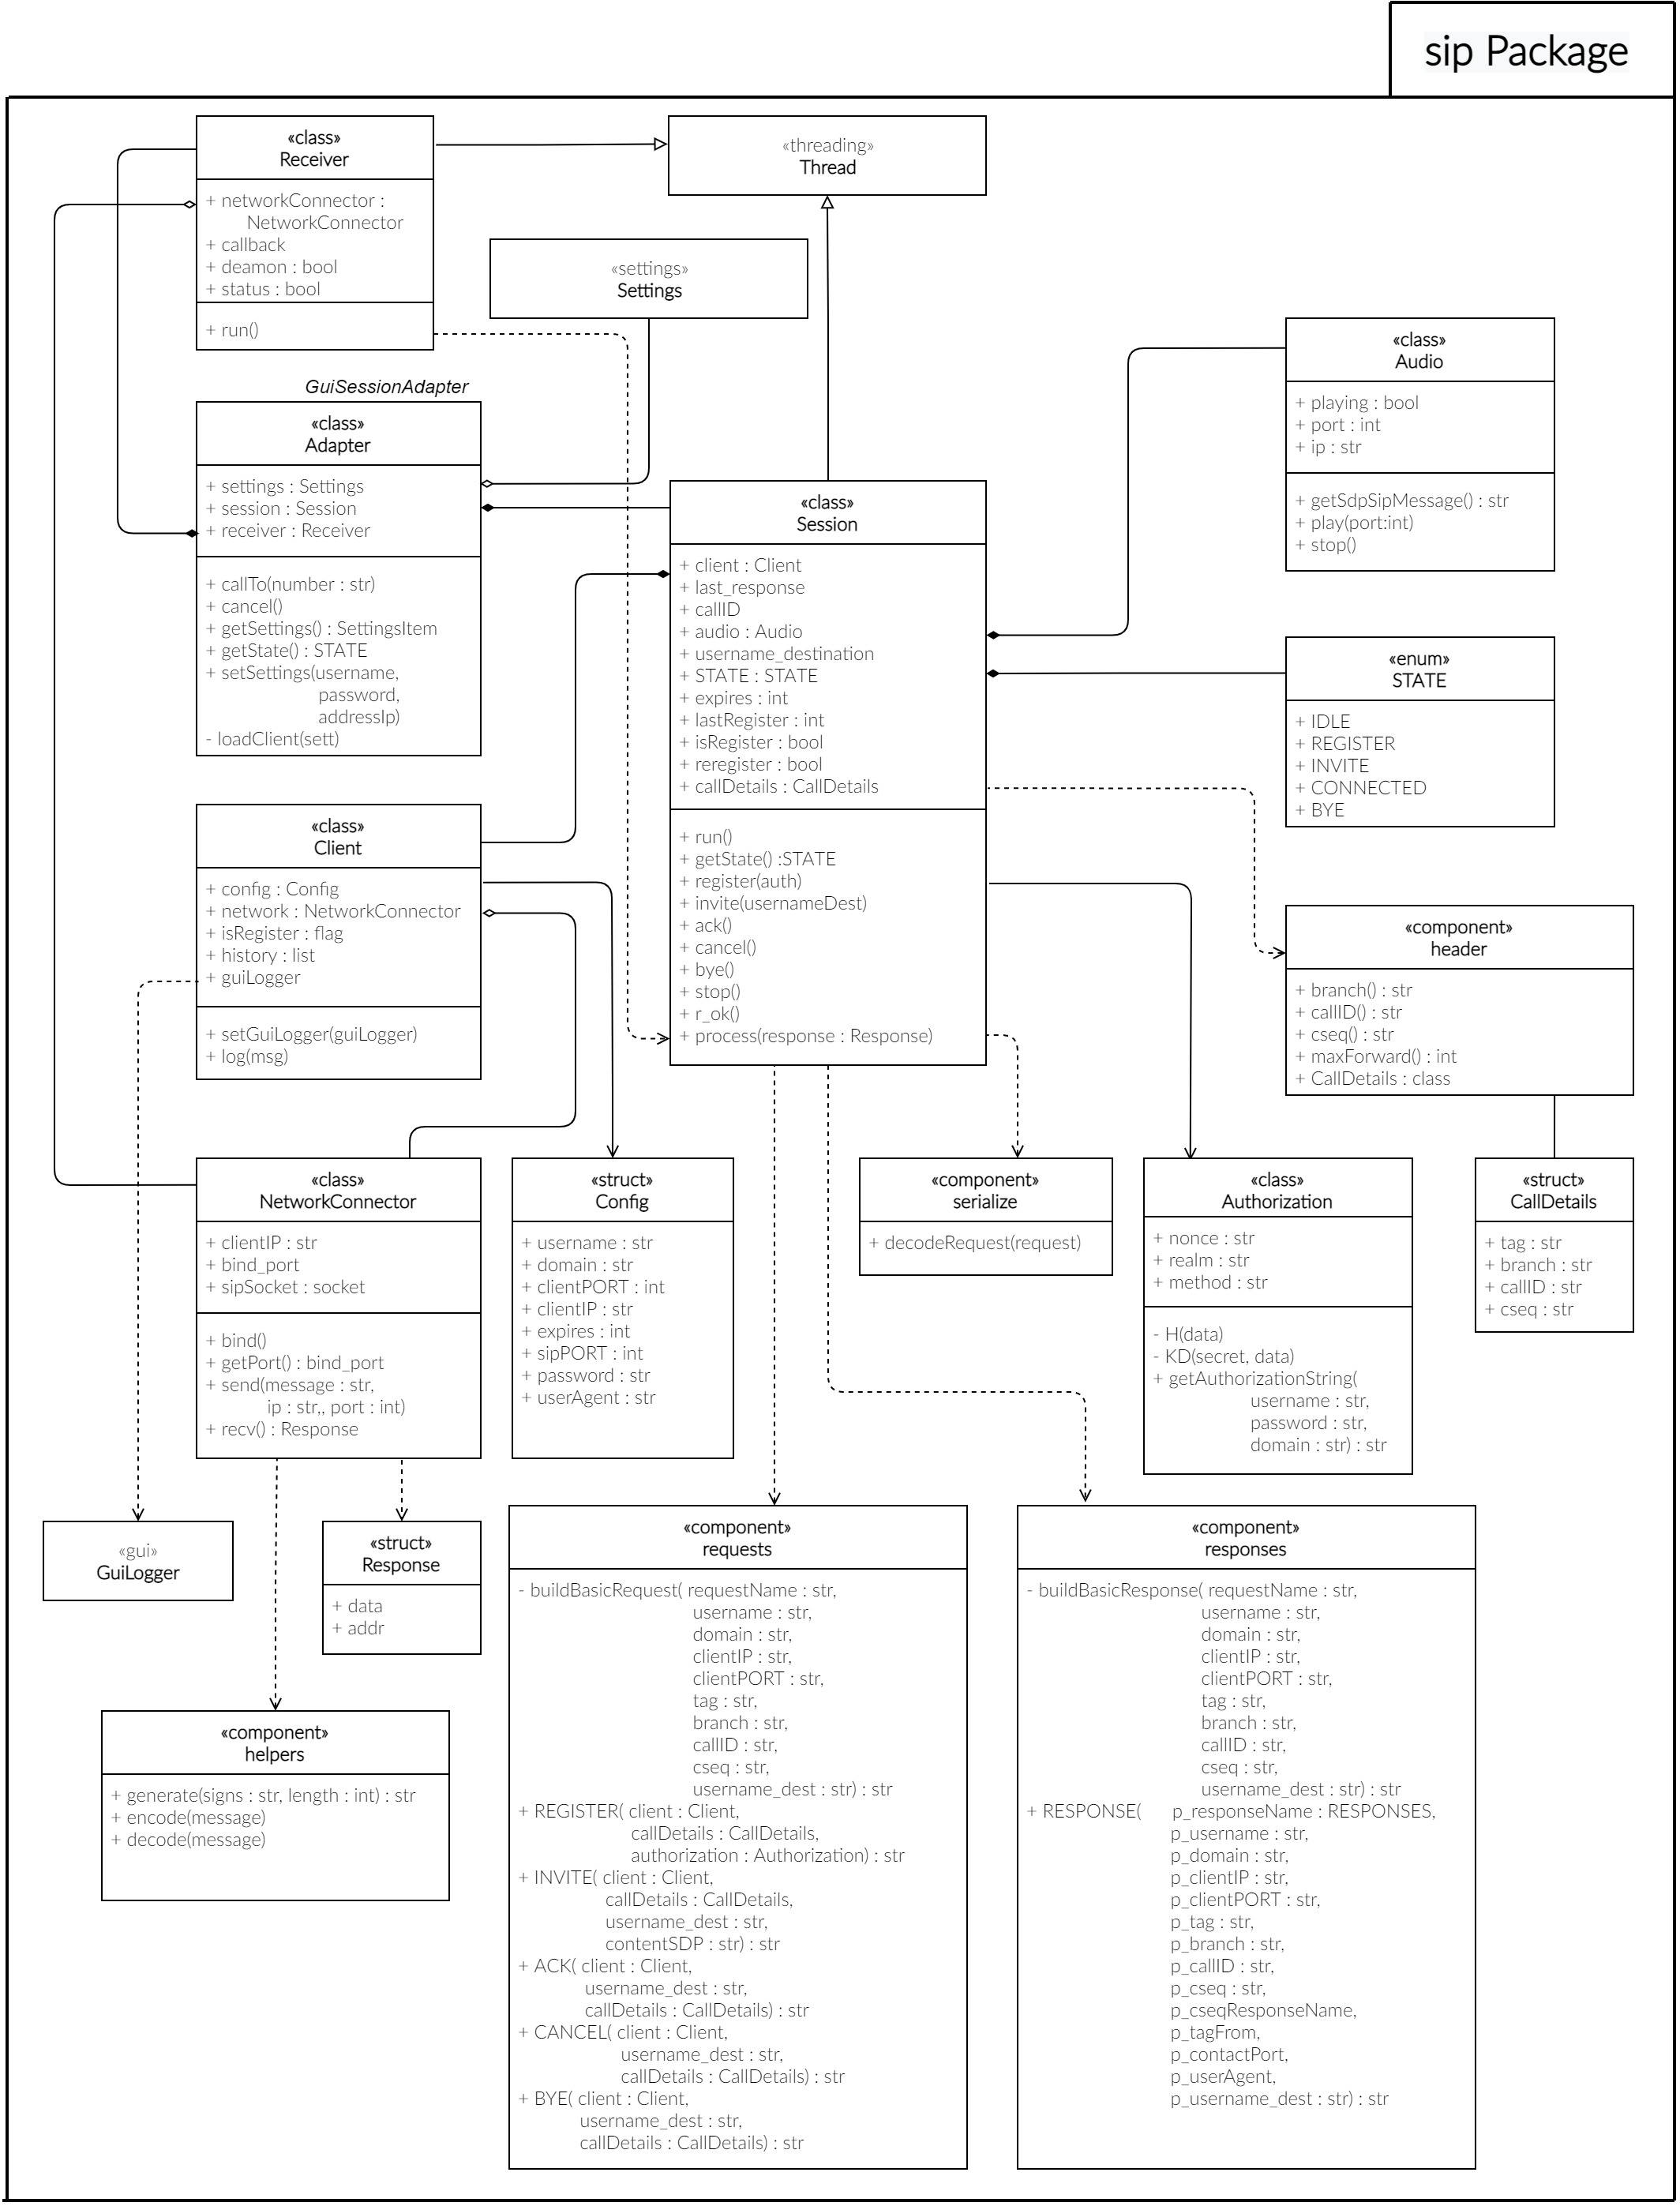 sip Package
«class»
Receiver
+ networkConnector :
NetworkConnector
+ callback
+ deamon : bool
+ status : bool
+ run()
«threading»
Thread
«settings»
Settings
GuiSessionAdapter
«class»
Adapter
+ settings : Settings
+ session : Session
+ receiver : Receiver
+ callTo(number : str)
+ cancel()
+ getSettings() : SettingsItem
+ getState() : STATE
+ setSettings(username,
password,
addressIp)
- loadClient(sett)
«class»
Session
+ client : Client
+ last_response
+ callID
+ audio : Audio
+ username_destination
+ STATE : STATE
+ expires : int
+ lastRegister : int
+ isRegister : bool
+ reregister : bool
+ callDetails : CallDetails
+ run()
+ getState() :STATE
+ register(auth)
+ invite(usernameDest)
+ ack()
+ cancel()
+ bye()
+ stop()
+ r_ok()
+ process(response : Response)
«class»
Audio
+ playing : bool
+ port : int
+ ip : str
+ getSdpSipMessage() : str
+ play(port:int)
+ stop()
«enum»
STATE
+ IDLE
+ REGISTER
+ INVITE
+ CONNECTED
+ BYE
«class»
Client
+ config : Config
+ network : NetworkConnector
+ isRegister : flag
+ history : list
+ guiLogger
+ setGuiLogger(guiLogger)
+ log(msg)
«component»
header
+ branch() : str
+ callID() : str
+ cseq() : str
+ maxForward() : int
+ CallDetails : class
«class»
NetworkConnector
+ clientIP : str
+ bind_port
+ sipSocket : socket
+ bind()
+ getPort() : bind_port
+ send(message : str,
ip : str,, port : int)
+ recv() : Response
«struct»
Config
+ username : str
+ domain : str
+ clientPORT : int
+ clientIP : str
+ expires : int
+ sipPORT : int
+ password : str
+ userAgent : str
«component»
serialize
+ decodeRequest(request)
«class»
Authorization
+ nonce : str
+ realm : str
+ method : str
- H(data)
- KD(secret, data)
+ getAuthorizationString(
username : str,
password : str,
domain : str) : str
«struct»
CallDetails
+ tag : str
+ branch : str
+ callID : str
+ cseq : str
«gui»
GuiLogger
«struct»
Response
+ data
+ addr
«component»
helpers
+ generate(signs : str, length : int) : str
+ encode(message)
+ decode(message)
«component»
requests
- buildBasicRequest( requestName : str,
username : str,
domain : str,
clientIP : str,
clientPORT : str,
tag : str,
branch : str,
callID : str,
cseq : str,
username_dest : str) : str
+ REGISTER( client : Client,
callDetails : CallDetails,
authorization : Authorization) : str
+ INVITE( client : Client,
callDetails : CallDetails,
username_dest : str,
contentSDP : str) : str
+ ACK( client : Client,
username_dest : str,
callDetails : CallDetails) : str
+ CANCEL( client : Client,
username_dest : str,
callDetails : CallDetails) : str
+ BYE( client : Client,
username_dest : str,
callDetails : CallDetails) : str
«component»
responses
- buildBasicResponse( requestName : str,
username : str,
domain : str,
clientIP : str,
clientPORT : str,
tag : str,
branch : str,
callID : str,
cseq : str,
username_dest : str) : str
+ RESPONSE( p_responseName : RESPONSES,
p_username : str,
p_domain : str,
p_clientIP : str,
p_clientPORT : str,
p_tag : str,
p_branch : str,
p_callID : str,
p_cseq : str,
p_cseqResponseName,
p_tagFrom,
p_contactPort,
p_userAgent,
p_username_dest : str) : str